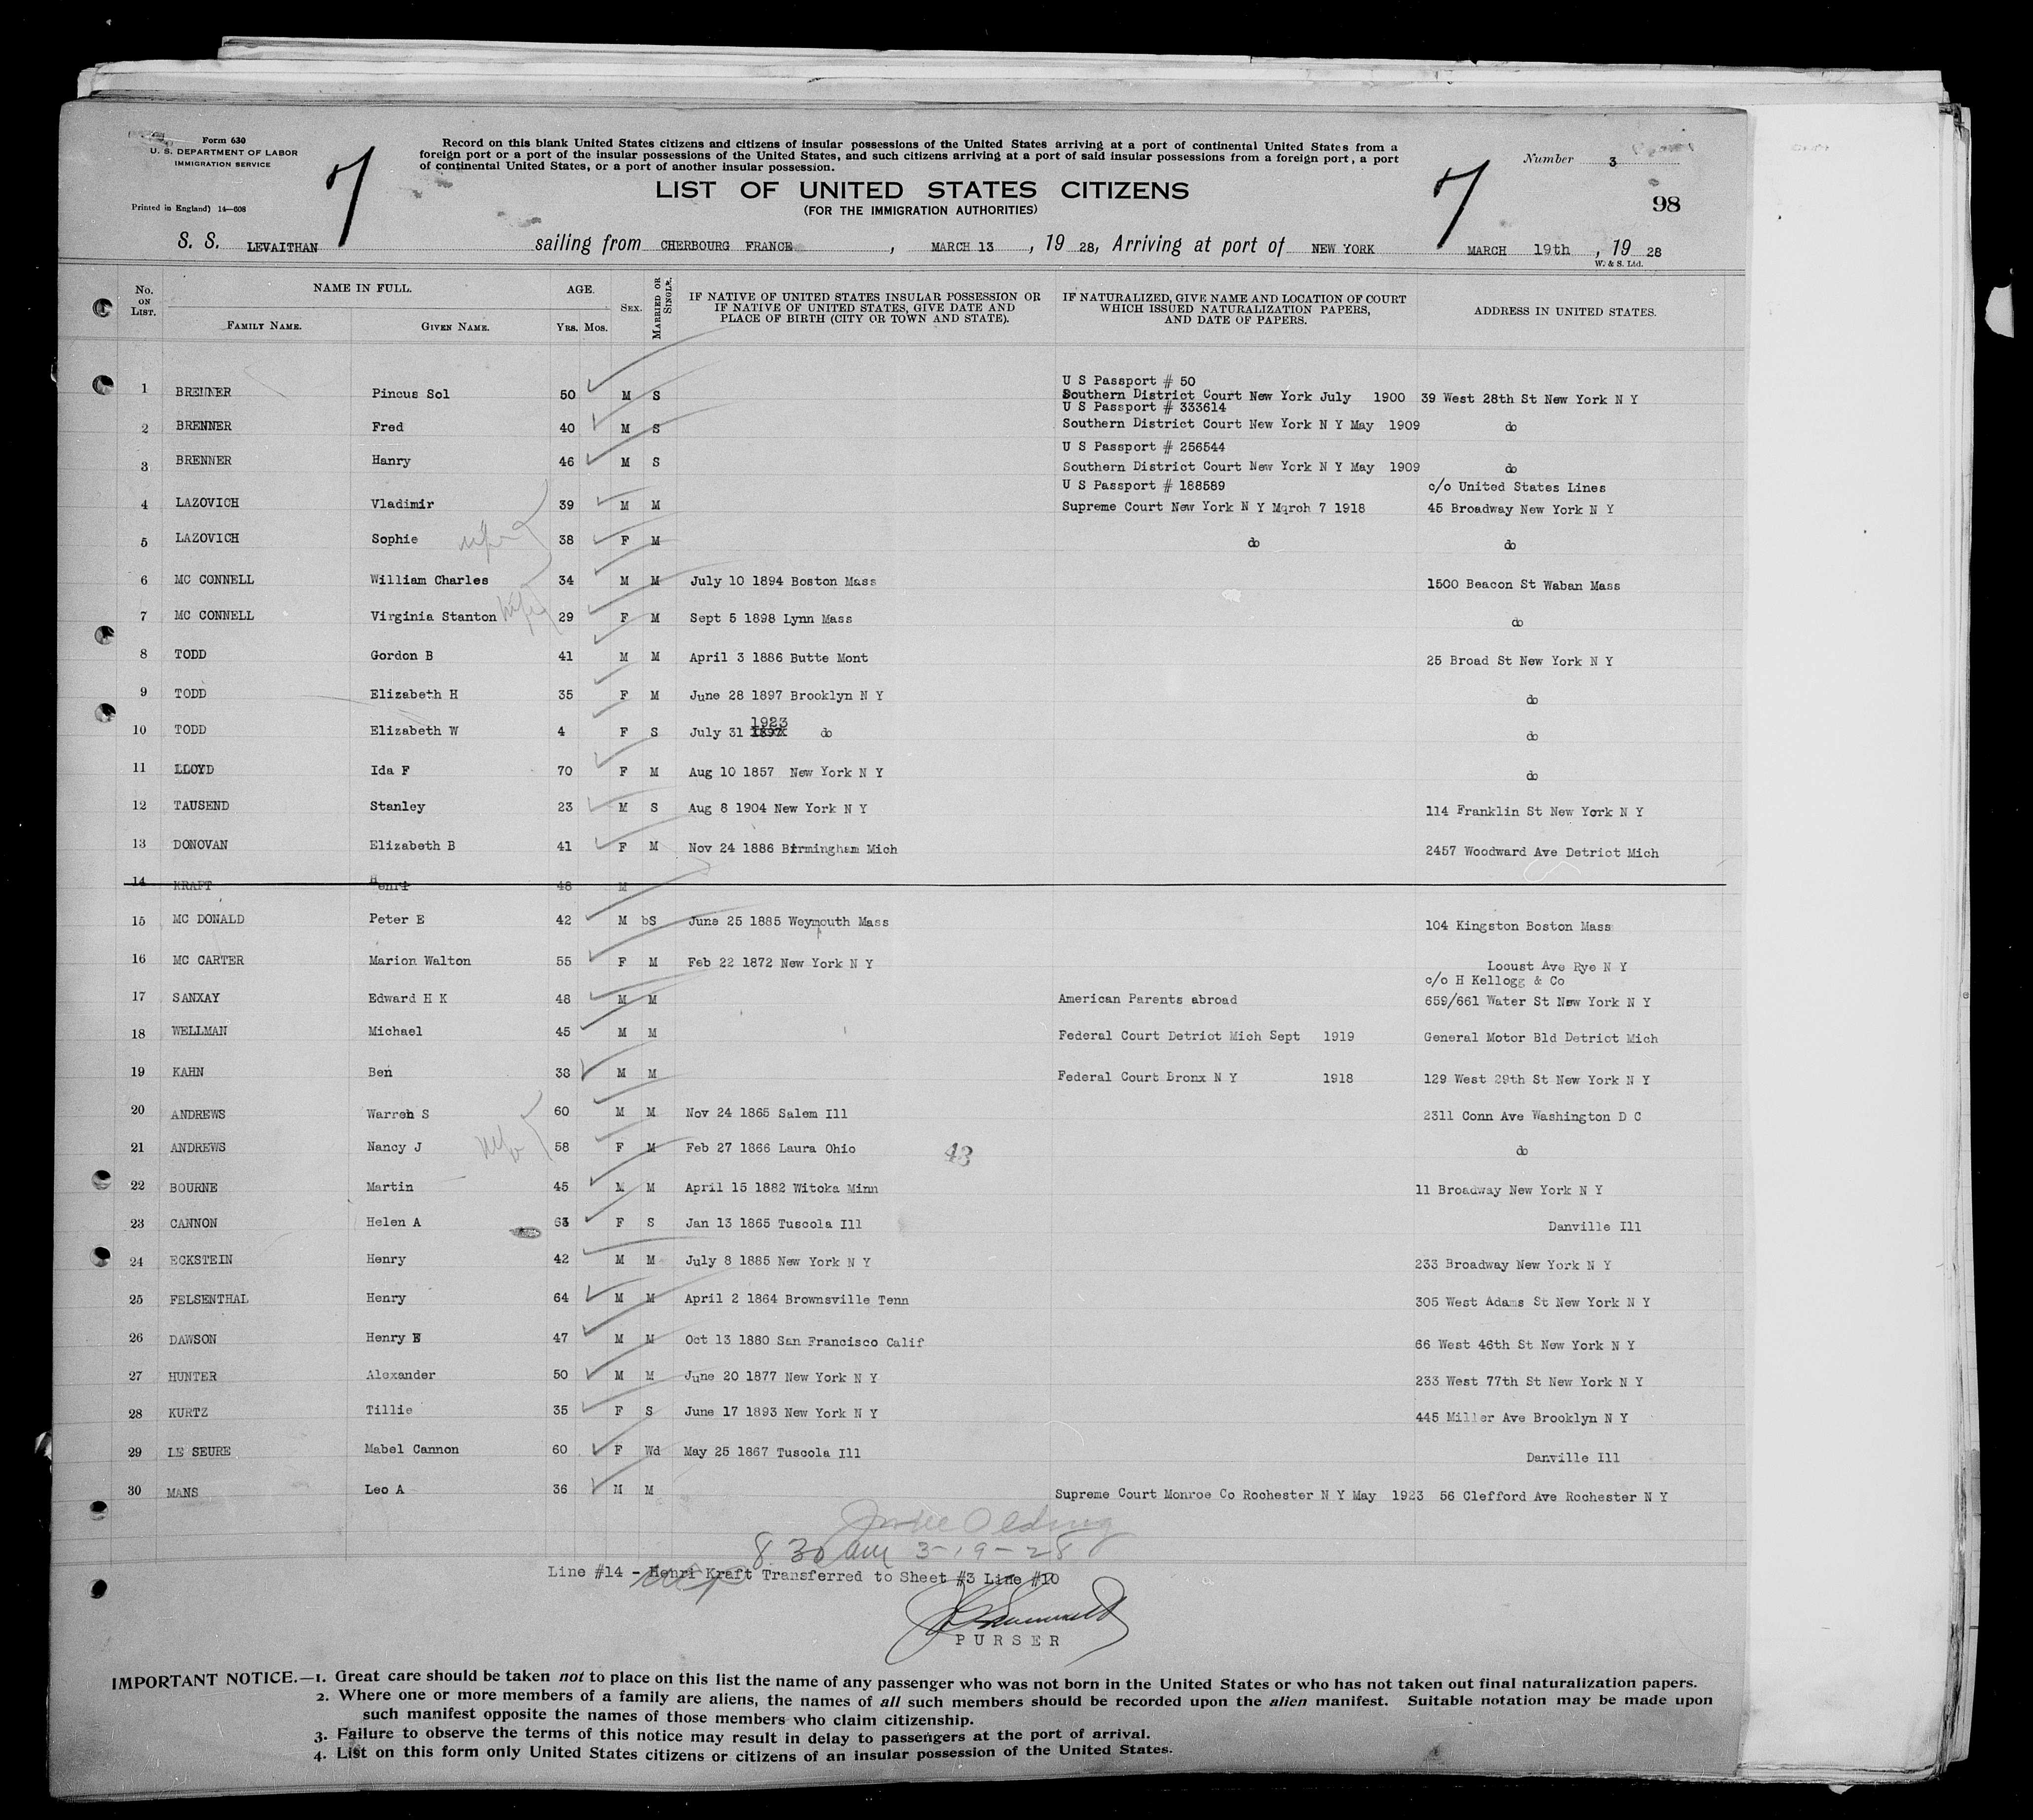 Form 630
U. S. DEPARTMENT OF LABOR
IMMIGRATION SERVICE
Printed in England) 14—608
7
Record on this blank United States citizens and citizens of insular possessions of the United States arriving at a port of continental United States from a
foreign port or a port of the insular possessions of the United States, and such citizens arriving at a port of said insular possessions from a foreign port, a port
of continental United States, or a port of another insular possession.
LIST OF UNITED STATES CITIZENS
(FOR THE IMMIGRATION AUTHORITIES)
7
Number 3
98
S. S. LEVAITHAN sailing from CHERBOURG FRANCE, MARCH 13, 19 28, Arriving at port of NEW YORK MARCH 19th, 19 28
W. & S. Ltd.
No. ON LIST. NAME IN FULL. FAMILY NAME. GIVEN NAME. AGE. YRS. MOS. SEX. MARRIED OR SINGLE. IF NATIVE OF UNITED STATES INSULAR POSSESSION OR IF NATIVE OF UNITED STATES, GIVE DATE AND PLACE OF BIRTH (CITY OR TOWN AND STATE). IF NATURALIZED, GIVE NAME AND LOCATION OF COURT WHICH ISSUED NATURALIZATION PAPERS, AND DATE OF PAPERS. ADDRESS IN UNITED STATES.
U S Passport # 50
1 BRENNER Pincus Sol 50 M S Southern District Court New York July 1900 39 West 28th St New York N Y
U S Passport # 333614
2 BRENNER Fred 40 M S Southern District Court New York N Y May 1909 do
U S Passport # 256544
3 BRENNER Hanry 46 M S Southern District Court New York N Y May 1909 do
U S Passport # 188589 c/o United States Lines
4 LAZOVICH Vladimir 39 M M Supreme Court New York N Y March 7 1918 45 Broadway New York N Y
5 LAZOVICH Sophie wife 38 F M do do
6 MC CONNELL William Charles 34 M M July 10 1894 Boston Mass 1500 Beacon St Waban Mass
7 MC CONNELL Virginia Stanton wife 29 F M Sept 5 1898 Lynn Mass do
8 TODD Gordon B 41 M M April 3 1886 Butte Mont 25 Broad St New York N Y
9 TODD Elizabeth H 35 F M June 28 1897 Brooklyn N Y do
1923
10 TODD Elizabeth W 4 F S July 31 1897 do do
11 LLOYD Ida F 70 F M Aug 10 1857 New York N Y do
12 TAUSEND Stanley 23 M S Aug 8 1904 New York N Y 114 Franklin St New York N Y
13 DONOVAN Elizabeth B 41 F M Nov 24 1886 Birmingham Mich 2457 Woodward Ave Detriot Mich
14 KRAFT Henri 48 M
15 MC DONALD Peter E 42 M bS June 25 1885 Weymouth Mass 104 Kingston Boston Mass
16 MC CARTER Marion Walton 55 F M Feb 22 1872 New York N Y Locust Ave Rye N Y
c/o H Kellogg & Co
17 SANXAY Edward H K 48 M M American Parents abroad 659/661 Water St New York N Y
18 WELLMAN Michael 45 M M Federal Court Detriot Mich Sept 1919 General Motor Bld Detriot Mich
19 KAHN Ben 38 M M Federal Court Bronx N Y 1918 129 West 29th St New York N Y
20 ANDREWS Warren S 60 M M Nov 24 1865 Salem Ill 2311 Conn Ave Washington D C
21 ANDREWS Nancy J wife 58 F M Feb 27 1866 Laura Ohio 43 do
22 BOURNE Martin 45 M M April 15 1882 Witoka Minn 11 Broadway New York N Y
23 CANNON Helen A 63 F S Jan 13 1865 Tuscola Ill Danville Ill
24 ECKSTEIN Henry 42 M M July 8 1885 New York N Y 233 Broadway New York N Y
25 FELSENTHAL Henry 64 M M April 2 1864 Brownsville Tenn 305 West Adams St New York N Y
26 DAWSON Henry E 47 M M Oct 13 1880 San Francisco Calif 66 West 46th St New York N Y
27 HUNTER Alexander 50 M M June 20 1877 New York N Y 233 West 77th St New York N Y
28 KURTZ Tillie 35 F S June 17 1893 New York N Y 445 Miller Ave Brooklyn N Y
29 LE SEURE Mabel Cannon 60 F Wd May 25 1867 Tuscola Ill Danville Ill
30 MANS Leo A 36 M M Supreme Court Monroe Co Rochester N Y May 1923 56 Clefford Ave Rochester N Y
8 30 am 3-19-28
Line #14 - Henri Kraft Transferred to Sheet #3 Line #10
PURSER
IMPORTANT NOTICE.—1. Great care should be taken not to place on this list the name of any passenger who was not born in the United States or who has not taken out final naturalization papers.
2. Where one or more members of a family are aliens, the names of all such members should be recorded upon the alien manifest. Suitable notation may be made upon
such manifest opposite the names of those members who claim citizenship.
3. Failure to observe the terms of this notice may result in delay to passengers at the port of arrival.
4. List on this form only United States citizens or citizens of an insular possession of the United States.